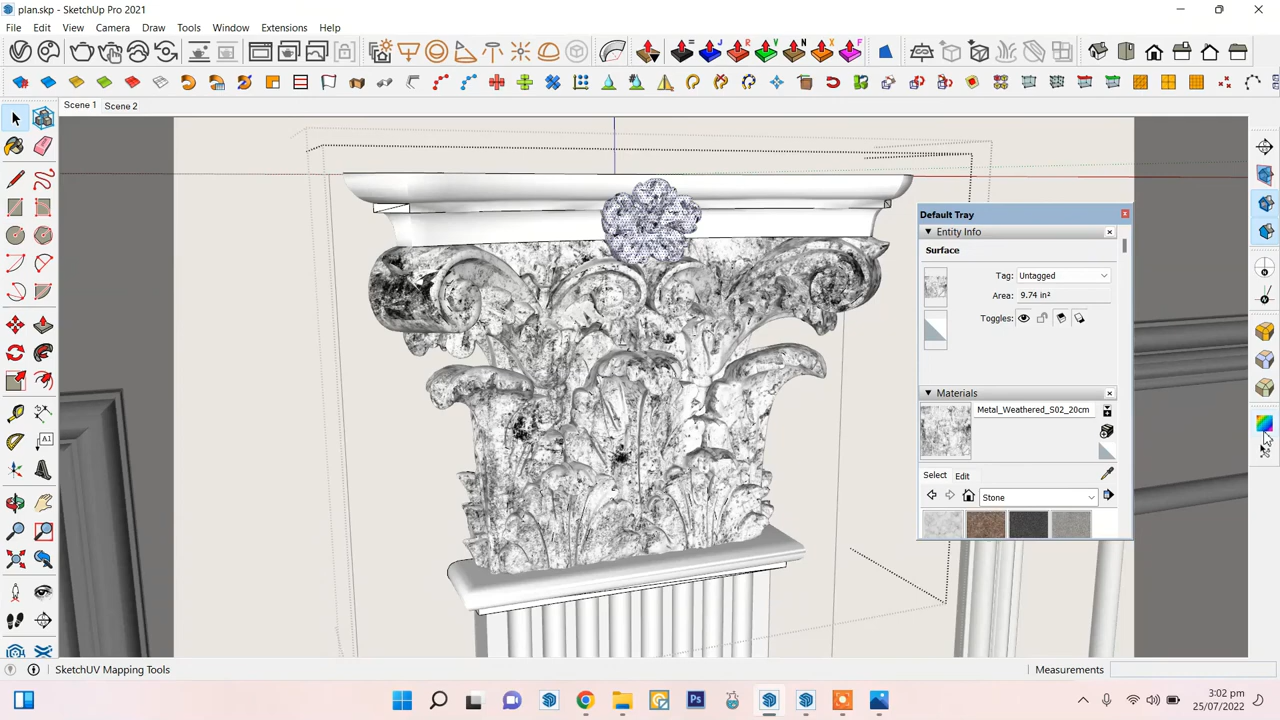 plan.skp - SketchUp Pro 2021
File Edit View Camera Draw Tools Window Extensions Help
Scene 1 Scene 2
Default Tray
Entity Info
Surface
Tag: Untagged
Area: 9.74 in²
Toggles:
Materials
Metal_Weathered_S02_20cm
Select Edit
Stone
AI
SketchUV Mapping Tools
Measurements
Ps
3:02 pm
25/07/2022